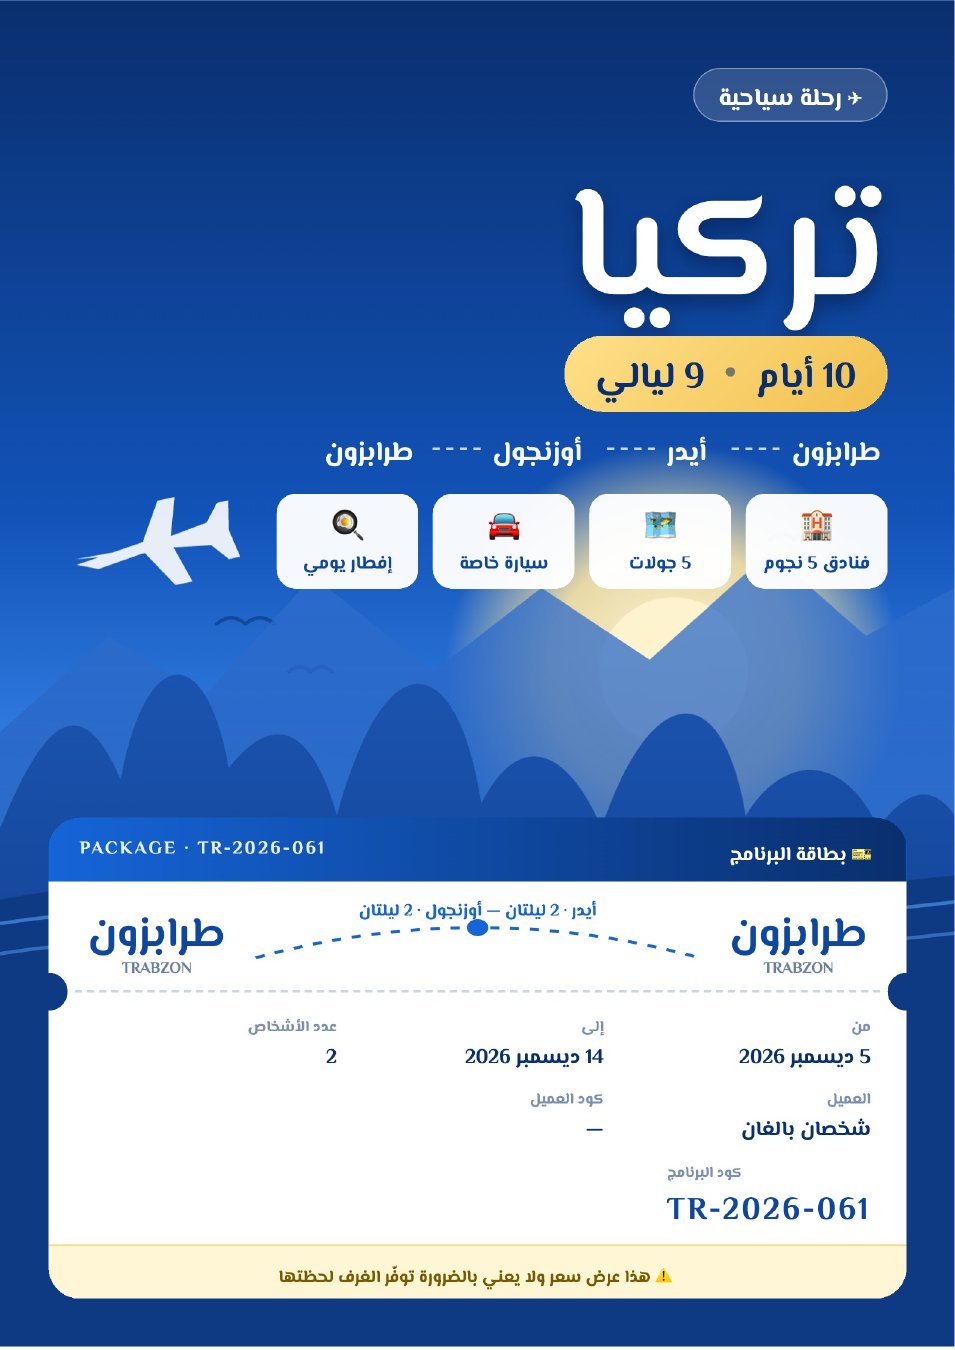 ✈ رحلة سياحية
تركيا
10 أيام • 9 ليالي
طرابزون ---- أيدر ---- أوزنجول ---- طرابزون
فنادق 5 نجوم
5 جولات
سيارة خاصة
إفطار يومي
🎫 بطاقة البرنامج
PACKAGE · TR-2026-061
أيدر · 2 ليلتان — أوزنجول · 2 ليلتان
طرابزون
TRABZON
طرابزون
TRABZON
من
5 ديسمبر 2026
إلى
14 ديسمبر 2026
عدد الأشخاص
2
العميل
شخصان بالغان
كود العميل
—
كود البرنامج
TR-2026-061
⚠️ هذا عرض سعر ولا يعني بالضرورة توفّر الغرف لحظتها